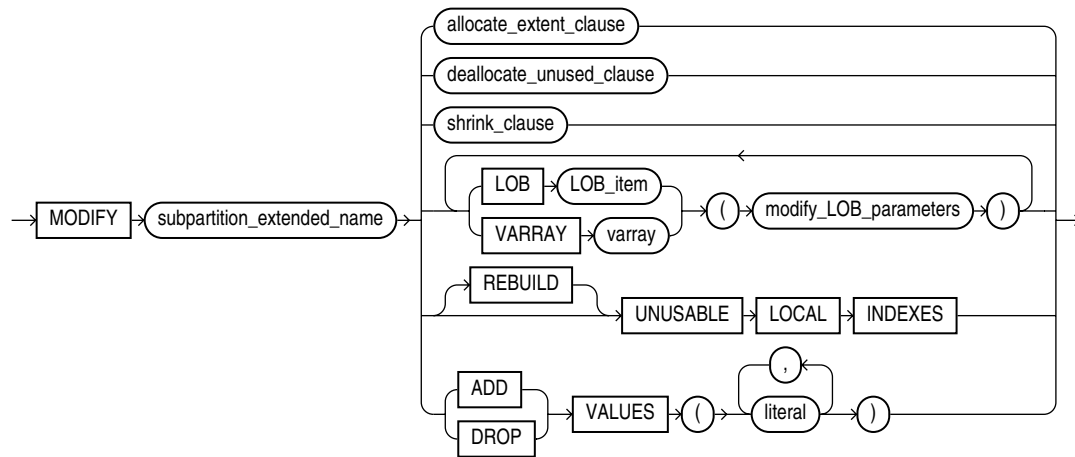 allocate_extent_clause
deallocate_unused_clause
shrink_clause
LOB LOB_item
MODIFY subpartition_extended_name ( modify_LOB_parameters )
VARRAY varray
REBUILD
UNUSABLE LOCAL INDEXES
,
ADD
VALUES ( literal )
DROP